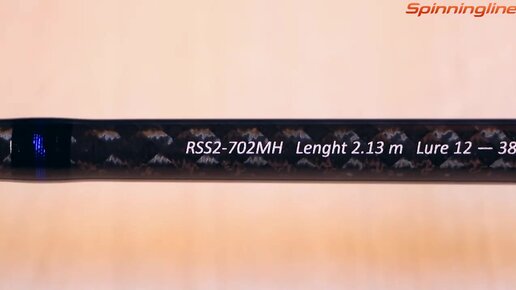 Spinningline
RSS2-702MH Lenght 2.13 m Lure 12 — 38